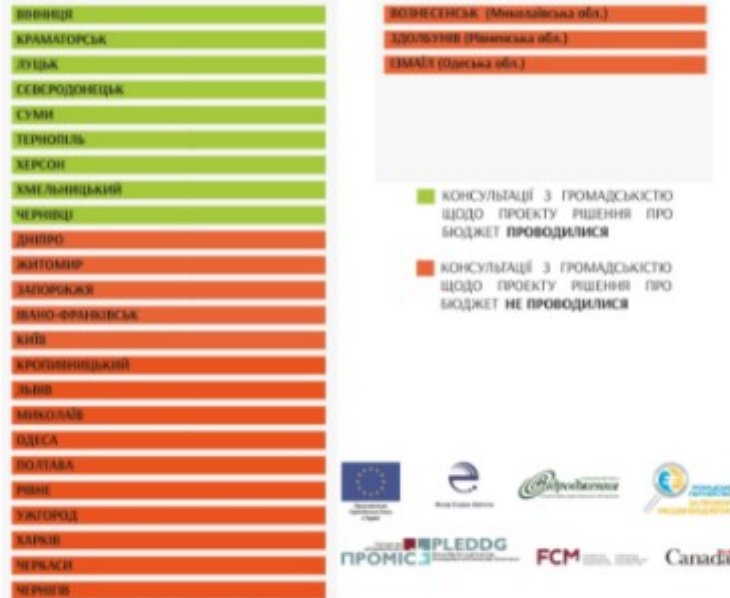 ВІННИЦЯ
КРАМАТОРСЬК
ЛУЦЬК
СЄВЄРОДОНЕЦЬК
СУМИ
ТЕРНОПІЛЬ
ХЕРСОН
ХМЕЛЬНИЦЬКИЙ
ЧЕРНІВЦІ
ДНІПРО
ЖИТОМИР
ЗАПОРІЖЖЯ
ІВАНО-ФРАНКІВСЬК
КИЇВ
КРОПИВНИЦЬКИЙ
ЛЬВІВ
МИКОЛАЇВ
ОДЕСА
ПОЛТАВА
РІВНЕ
УЖГОРОД
ХАРКІВ
ЧЕРКАСИ
ЧЕРНІГІВ
ВОЗНЕСЕНСЬК (Миколаївська обл.)
ЗДОЛБУНІВ (Рівненська обл.)
ІЗМАЇЛ (Одеська обл.)
КОНСУЛЬТАЦІЇ З ГРОМАДСЬКІСТЮ
ЩОДО ПРОЕКТУ РІШЕННЯ ПРО
БЮДЖЕТ ПРОВОДИЛИСЯ
КОНСУЛЬТАЦІЇ З ГРОМАДСЬКІСТЮ
ЩОДО ПРОЕКТУ РІШЕННЯ ПРО
БЮДЖЕТ НЕ ПРОВОДИЛИСЯ
Відродження
ПРОМІС PLEDDG
FCM
Canada